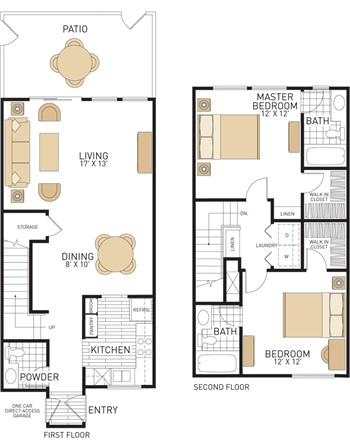 PATIO
LIVING
17' X 13'
STORAGE
DINING
8' X 10'
UP
PANTRY
BROOM
REFRIG.
KITCHEN
POWDER
ONE CAR
DIRECT ACCESS
GARAGE
ENTRY
FIRST FLOOR
MASTER
BEDROOM
12' X 12'
BATH
WALK IN
CLOSET
DN.
LINEN
LINEN
LAUNDRY
D
W
WALK IN
CLOSET
BATH
BEDROOM
12' X 12'
SECOND FLOOR